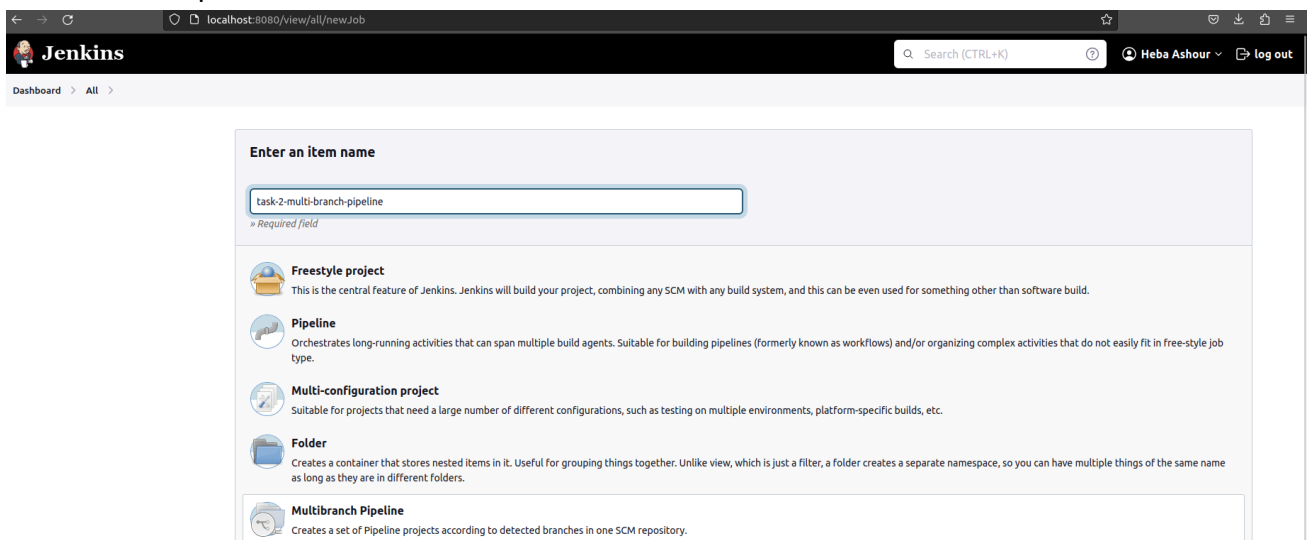 localhost:8080/view/all/newJob
Jenkins
Search (CTRL+K)
?
Heba Ashour
log out
Dashboard > All >
Enter an item name
task-2-multi-branch-pipeline
» Required field
Freestyle project
This is the central feature of Jenkins. Jenkins will build your project, combining any SCM with any build system, and this can be even used for something other than software build.
Pipeline
Orchestrates long-running activities that can span multiple build agents. Suitable for building pipelines (formerly known as workflows) and/or organizing complex activities that do not easily fit in free-style job
type.
Multi-configuration project
Suitable for projects that need a large number of different configurations, such as testing on multiple environments, platform-specific builds, etc.
Folder
Creates a container that stores nested items in it. Useful for grouping things together. Unlike view, which is just a filter, a folder creates a separate namespace, so you can have multiple things of the same name
as long as they are in different folders.
Multibranch Pipeline
Creates a set of Pipeline projects according to detected branches in one SCM repository.